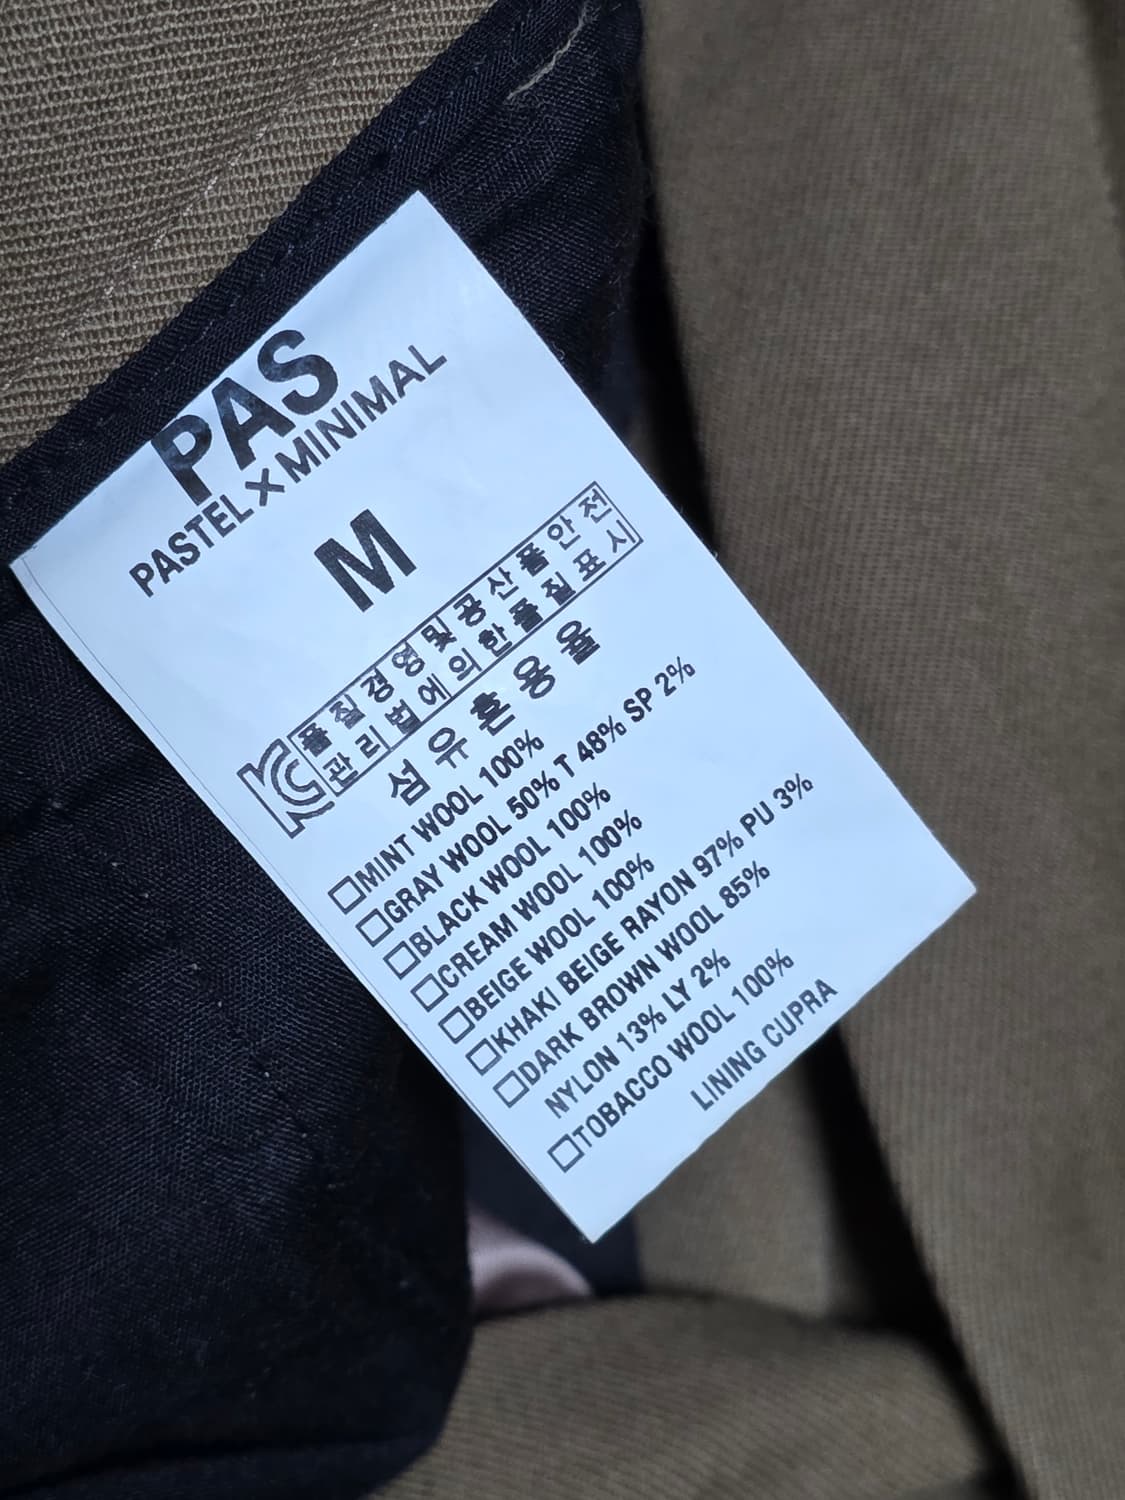 PAS
PASTEL×MINIMAL
M
품질경영및공산품안전
관리법에의한품질표시
섬유혼용율
MINT WOOL 100%
GRAY WOOL 50% T 48% SP 2%
BLACK WOOL 100%
CREAM WOOL 100%
BEIGE WOOL 100%
KHAKI BEIGE RAYON 97% PU 3%
DARK BROWN WOOL 85%
NYLON 13% LY 2%
TOBACCO WOOL 100%
LINING CUPRA